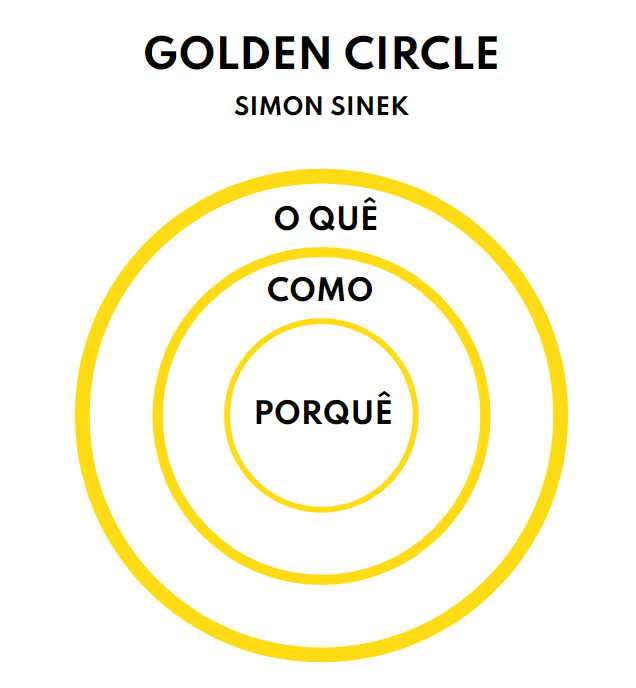 GOLDEN CIRCLE
SIMON SINEK
O QUÊ
COMO
PORQUÊ